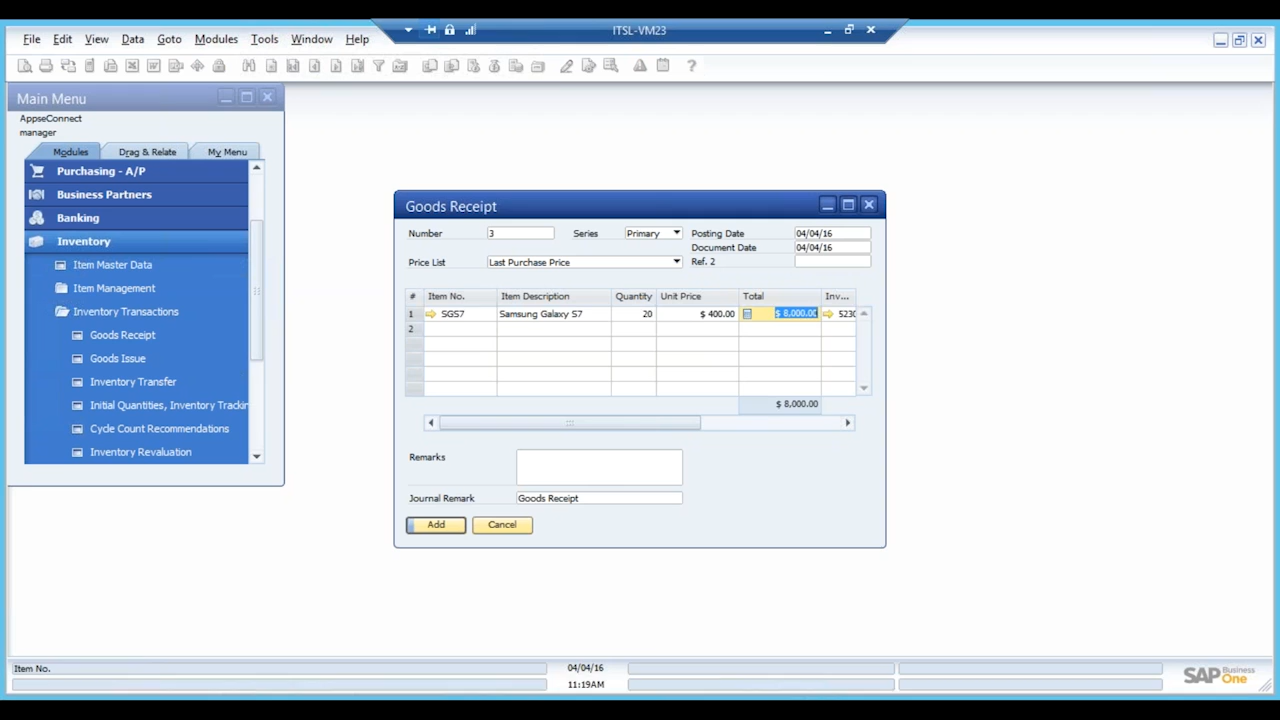 ITSL-VM23
File Edit View Data Goto Modules Tools Window Help
Main Menu
AppseConnect
manager
Modules Drag & Relate My Menu
Purchasing - A/P
Business Partners
Banking
Inventory
Item Master Data
Item Management
Inventory Transactions
Goods Receipt
Goods Issue
Inventory Transfer
Initial Quantities, Inventory Trackin
Cycle Count Recommendations
Inventory Revaluation
Goods Receipt
Number 3 Series Primary Posting Date 04/04/16
Document Date 04/04/16
Price List Last Purchase Price Ref. 2
# Item No. Item Description Quantity Unit Price Total Inv...
1 SGS7 Samsung Galaxy S7 20 $ 400.00 $ 8,000.00 5230
2
$ 8,000.00
Remarks
Journal Remark Goods Receipt
Add Cancel
Item No. 04/04/16
11:19AM
SAP Business One